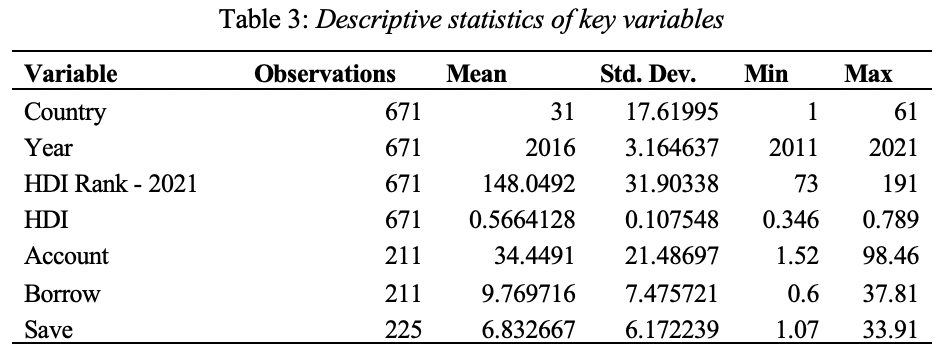 Table 3: Descriptive statistics of key variables
Variable Observations Mean Std. Dev. Min Max
Country 671 31 17.61995 1 61
Year 671 2016 3.164637 2011 2021
HDI Rank - 2021 671 148.0492 31.90338 73 191
HDI 671 0.5664128 0.107548 0.346 0.789
Account 211 34.4491 21.48697 1.52 98.46
Borrow 211 9.769716 7.475721 0.6 37.81
Save 225 6.832667 6.172239 1.07 33.91